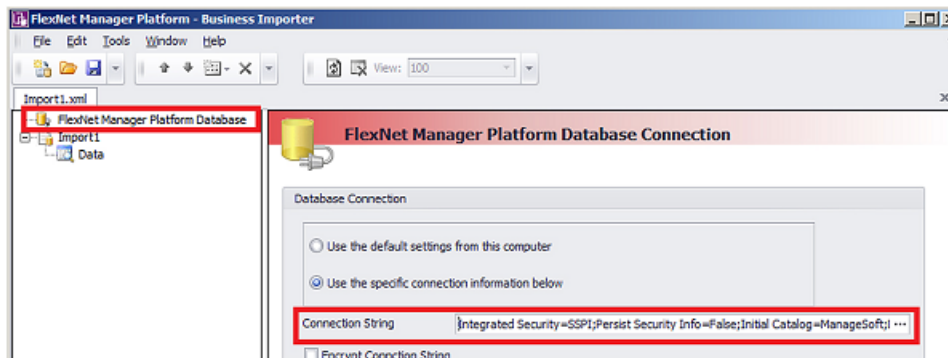 FlexNet Manager Platform - Business Importer
File Edit Tools Window Help
View: 100
Import1.xml
FlexNet Manager Platform Database
Import1
Data
FlexNet Manager Platform Database Connection
Database Connection
Use the default settings from this computer
Use the specific connection information below
Connection String Integrated Security=SSPI;Persist Security Info=False;Initial Catalog=ManageSoft;I ...
Encrypt Connction String